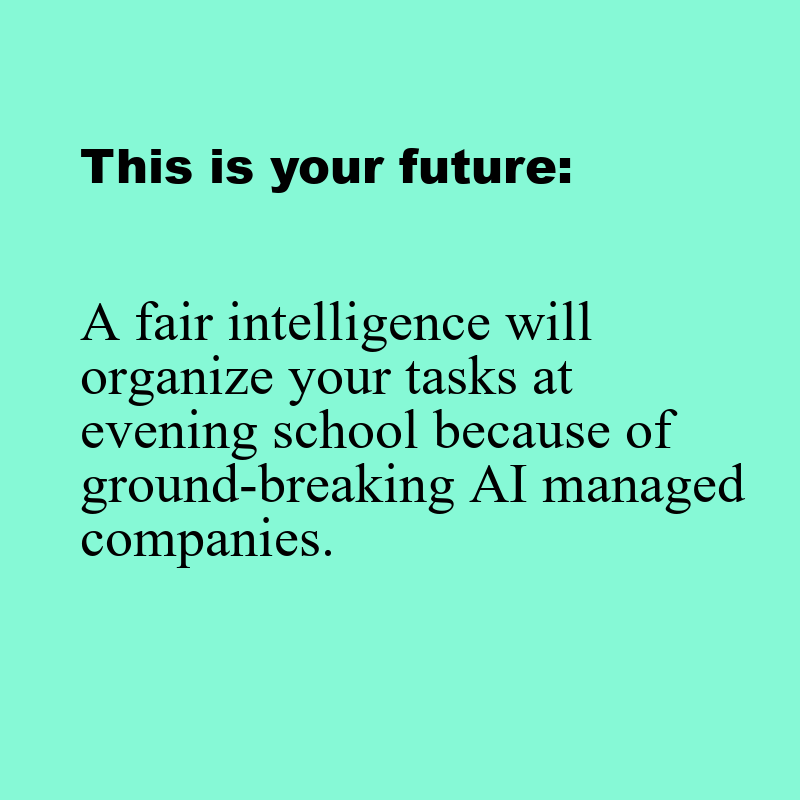 This is your future:
A fair intelligence will
organize your tasks at
evening school because of
ground-breaking AI managed
companies.